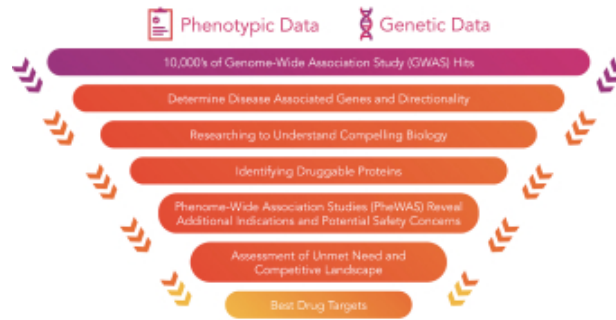 Phenotypic Data
Genetic Data
10,000's of Genome-Wide Association Study (GWAS) Hits
Determine Disease Associated Genes and Directionality
Researching to Understand Compelling Biology
Identifying Druggable Proteins
Phenome-Wide Association Studies (PheWAS) Reveal
Additional Indications and Potential Safety Concerns
Assessment of Unmet Need and
Competitive Landscape
Best Drug Targets